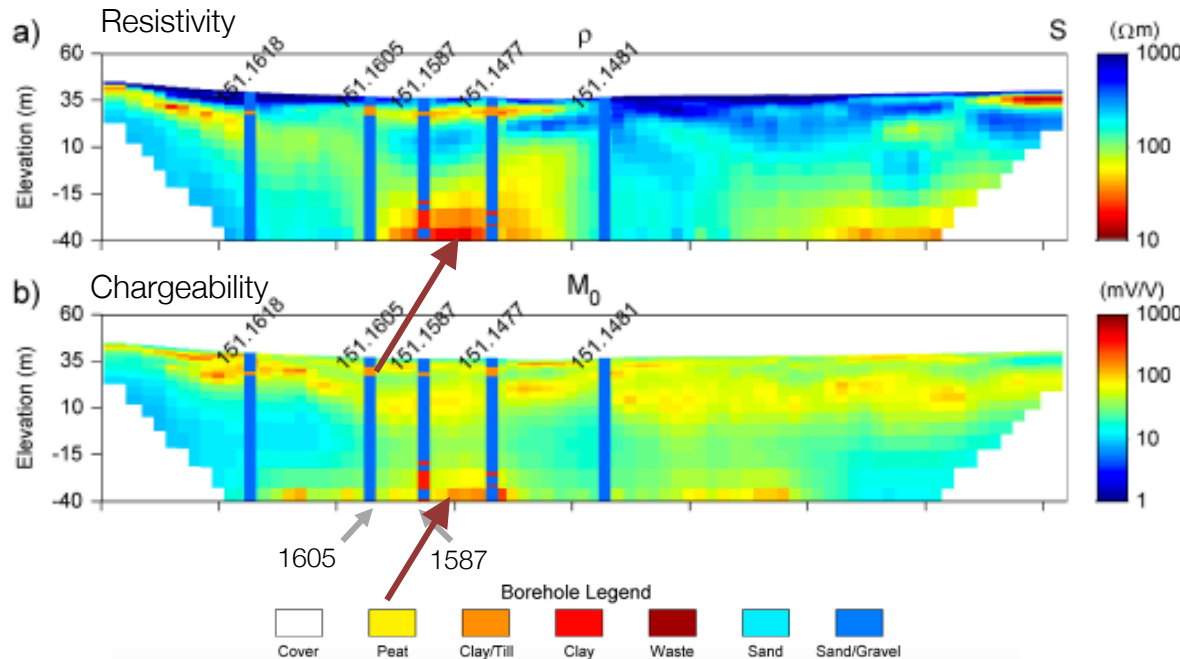 Resistivity
a)
ρ
S
(Ωm)
60
35
10
-15
-40
Elevation (m)
151.1618
151.1605
151.1587
151.1477
151.1481
1000
100
10
b)
Chargeability
M0
(mV/V)
60
35
10
-15
-40
Elevation (m)
151.1618
151.1605
151.1587
151.1477
151.1481
1000
100
10
1
1605
1587
Borehole Legend
Cover
Peat
Clay/Till
Clay
Waste
Sand
Sand/Gravel